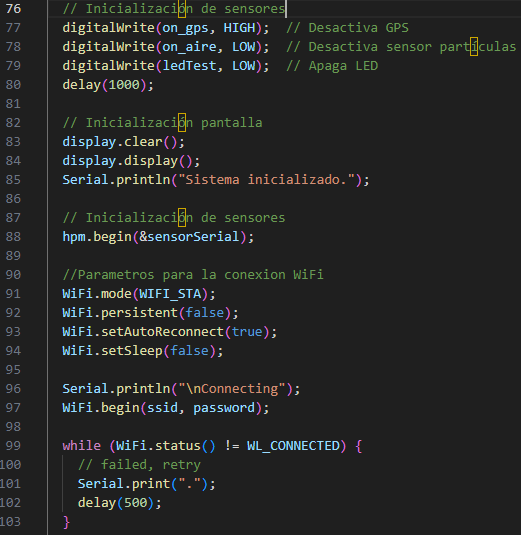 76 // Inicialización de sensores
77 digitalWrite(on_gps, HIGH);  // Desactiva GPS
78 digitalWrite(on_aire, LOW);  // Desactiva sensor partículas
79 digitalWrite(ledTest, LOW);  // Apaga LED
80 delay(1000);
81
82 // Inicialización pantalla
83 display.clear();
84 display.display();
85 Serial.println("Sistema inicializado.");
86
87 // Inicialización de sensores
88 hpm.begin(&sensorSerial);
89
90 //Parametros para la conexion WiFi
91 WiFi.mode(WIFI_STA);
92 WiFi.persistent(false);
93 WiFi.setAutoReconnect(true);
94 WiFi.setSleep(false);
95
96 Serial.println("\nConnecting");
97 WiFi.begin(ssid, password);
98
99 while (WiFi.status() != WL_CONNECTED) {
100   // failed, retry
101   Serial.print(".");
102   delay(500);
103 }